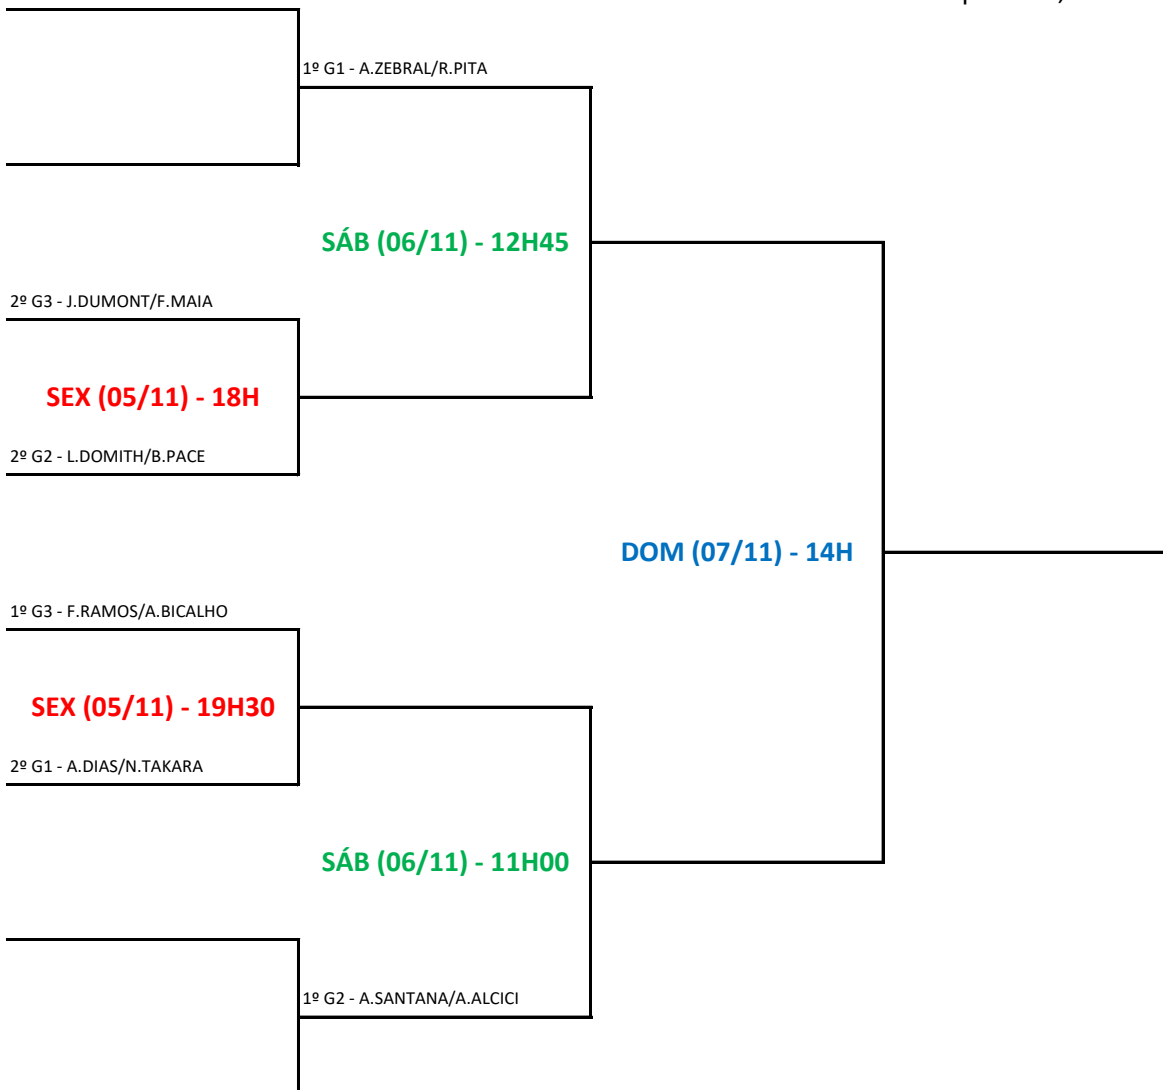 1º G1 - A.ZEBRAL/R.PITA
SÁB (06/11) - 12H45
2º G3 - J.DUMONT/F.MAIA
SEX (05/11) - 18H
2º G2 - L.DOMITH/B.PACE
DOM (07/11) - 14H
1º G3 - F.RAMOS/A.BICALHO
SEX (05/11) - 19H30
2º G1 - A.DIAS/N.TAKARA
SÁB (06/11) - 11H00
1º G2 - A.SANTANA/A.ALCICI